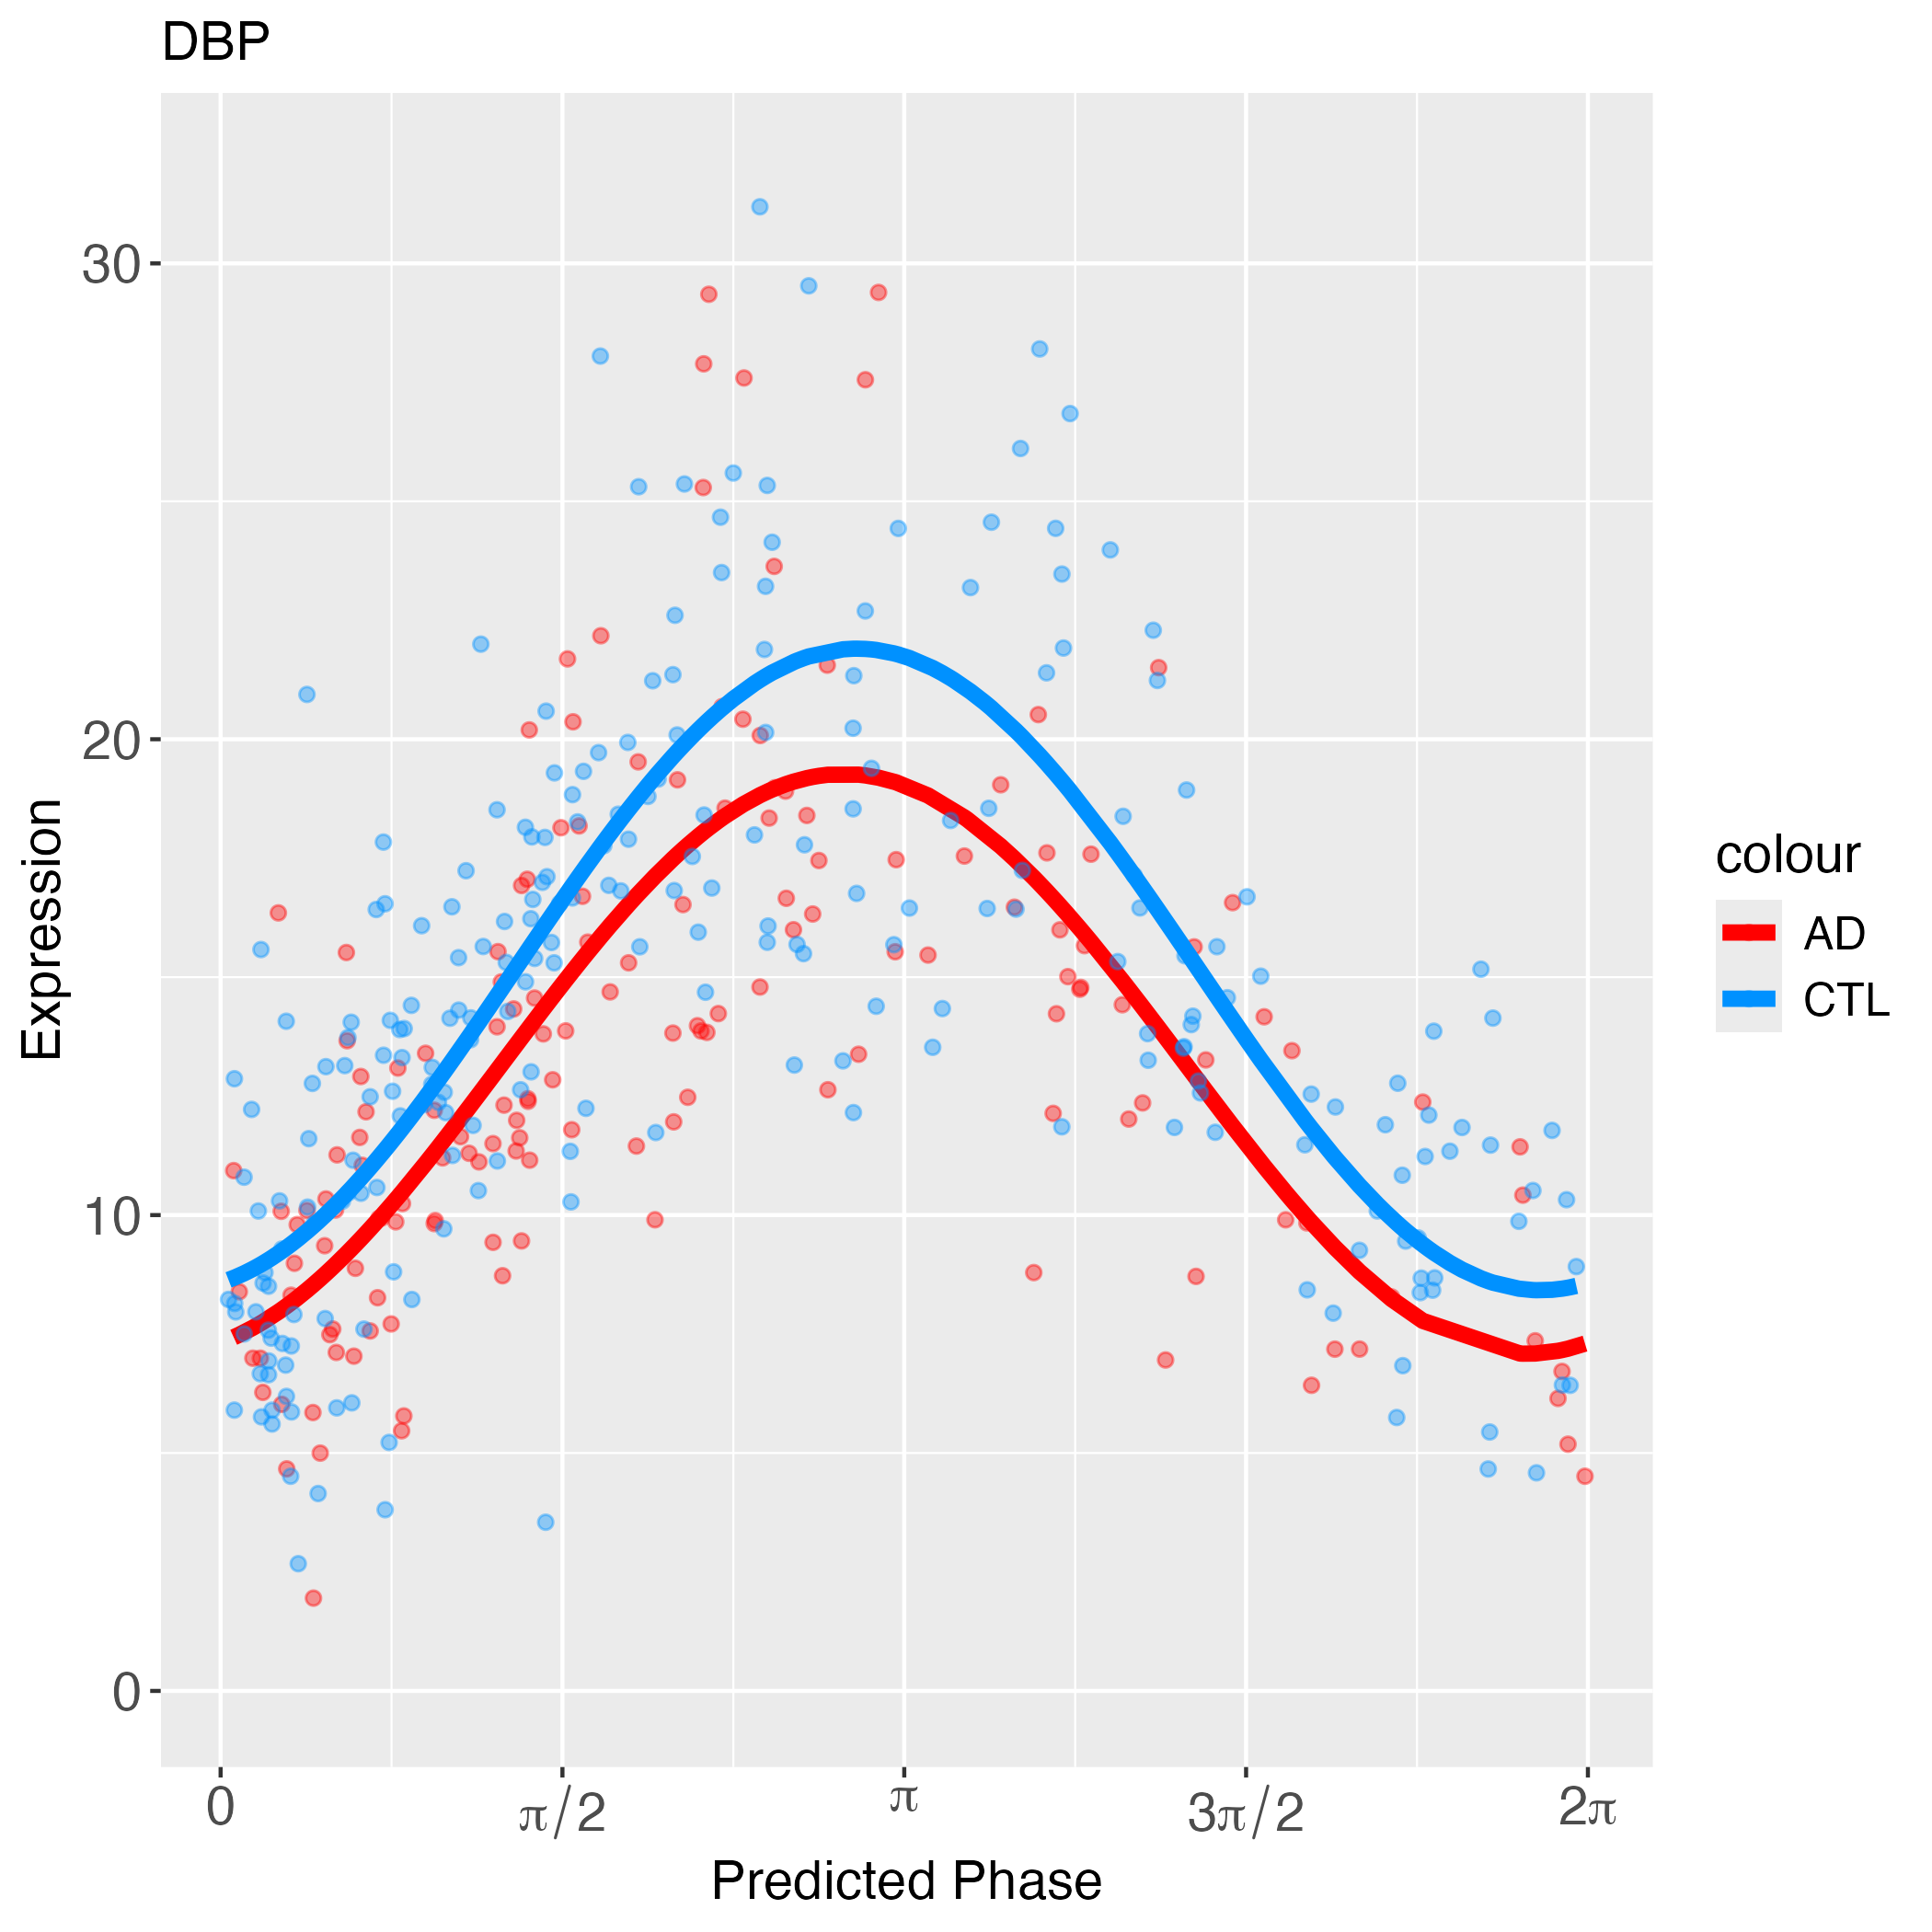 DBP
30
20
10
0
Expression
0
π/2
π
3π/2
2π
Predicted Phase
colour
AD
CTL